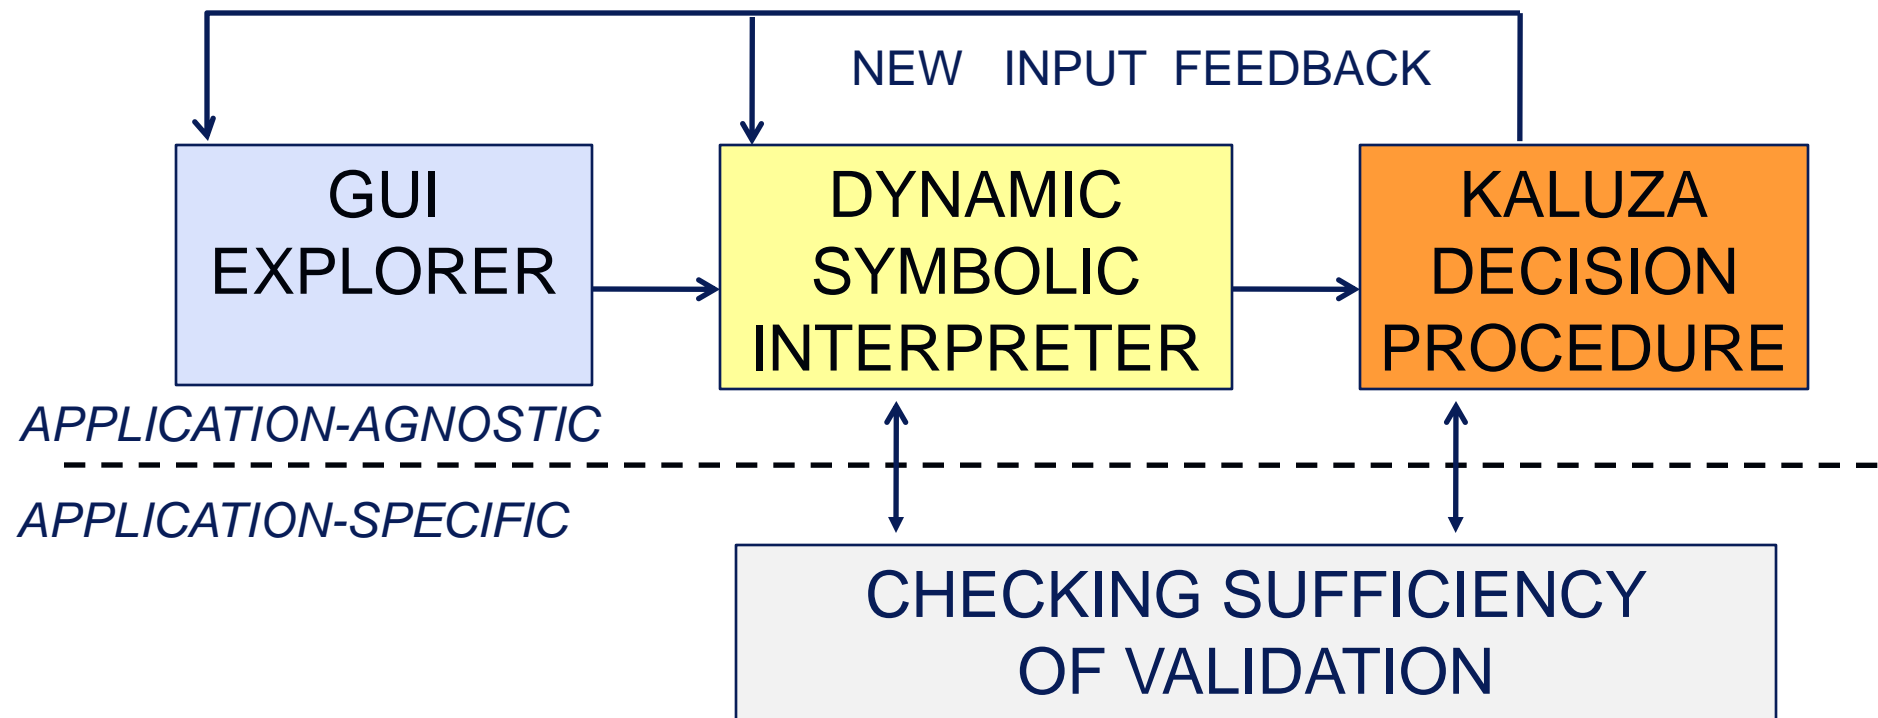 NEW INPUT FEEDBACK
GUI
EXPLORER
DYNAMIC
SYMBOLIC
INTERPRETER
KALUZA
DECISION
PROCEDURE
APPLICATION-AGNOSTIC
APPLICATION-SPECIFIC
CHECKING SUFFICIENCY
OF VALIDATION